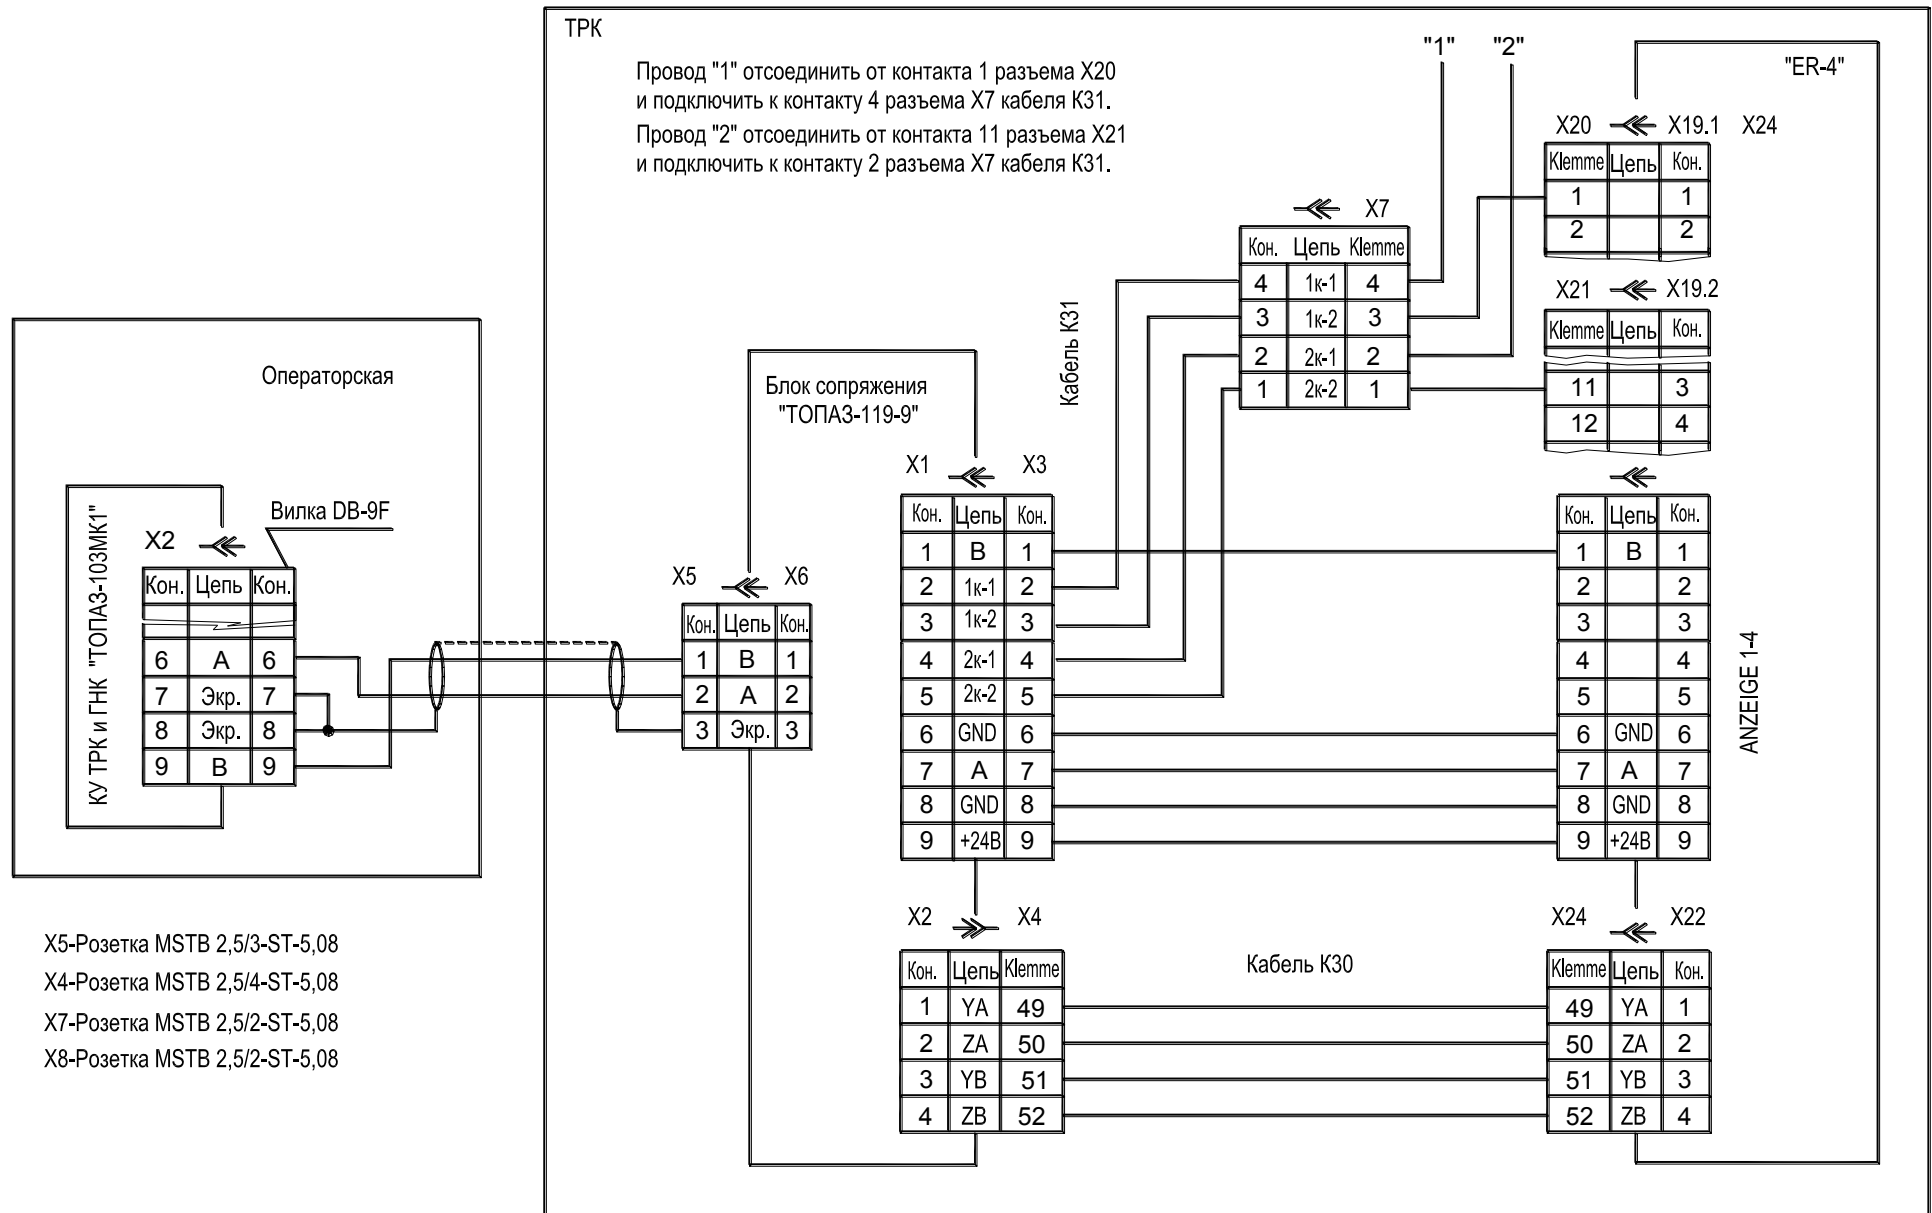 ТРК
Провод "1" отсоединить от контакта 1 разъема X20
и подключить к контакту 4 разъема X7 кабеля К31.
Провод "2" отсоединить от контакта 11 разъема X21
и подключить к контакту 2 разъема X7 кабеля К31.
"1" "2"
"ER-4"
X20 X19.1 X24
Klemme Цепь Кон.
1 1
2 2
X21 X19.2
Klemme Цепь Кон.
11 3
12 4
X7
Кон. Цепь Klemme
4 1к-1 4
3 1к-2 3
2 2к-1 2
1 2к-2 1
Кабель К31
Операторская
КУ ТРК и ГНК "ТОПАЗ-103МК1"
Вилка DB-9F
X2
Кон. Цепь Кон.
6 A 6
7 Экр. 7
8 Экр. 8
9 B 9
Блок сопряжения
"ТОПАЗ-119-9"
X5 X6
Кон. Цепь Кон.
1 B 1
2 A 2
3 Экр. 3
X1 X3
Кон. Цепь Кон.
1 B 1
2 1к-1 2
3 1к-2 3
4 2к-1 4
5 2к-2 5
6 GND 6
7 A 7
8 GND 8
9 +24В 9
Кон. Цепь Кон.
1 B 1
2 2
3 3
4 4
5 5
6 GND 6
7 A 7
8 GND 8
9 +24В 9
ANZEIGE 1-4
X2 X4
Кон. Цепь Klemme
1 YA 49
2 ZA 50
3 YB 51
4 ZB 52
Кабель К30
X24 X22
Klemme Цепь Кон.
49 YA 1
50 ZA 2
51 YB 3
52 ZB 4
X5-Розетка MSTB 2,5/3-ST-5,08
X4-Розетка MSTB 2,5/4-ST-5,08
X7-Розетка MSTB 2,5/2-ST-5,08
X8-Розетка MSTB 2,5/2-ST-5,08